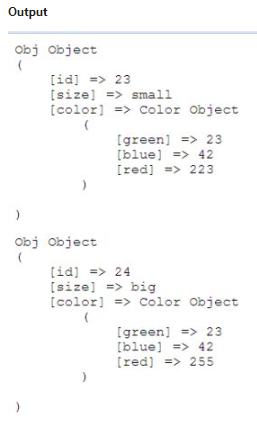 Output
Obj Object
(
[id] => 23
[size] => small
[color] => Color Object
(
[green] => 23
[blue] => 42
[red] => 223
)
)
Obj Object
(
[id] => 24
[size] => big
[color] => Color Object
(
[green] => 23
[blue] => 42
[red] => 255
)
)